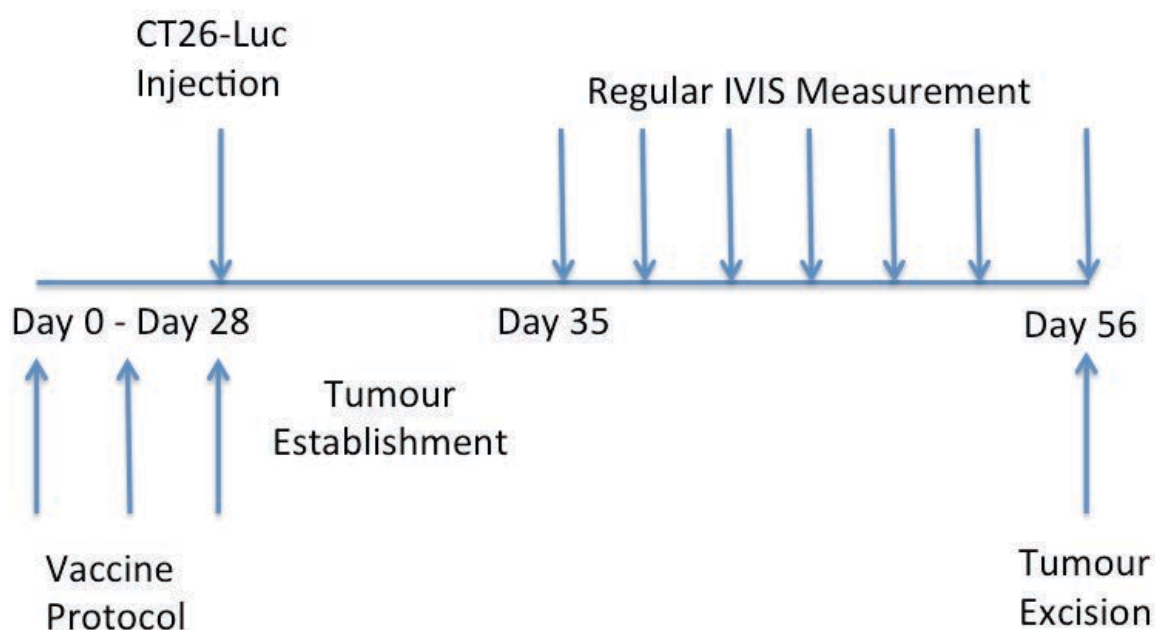 CT26-Luc
Injection
Regular IVIS Measurement
Day 0 - Day 28
Day 35
Day 56
Tumour
Establishment
Vaccine
Protocol
Tumour
Excision